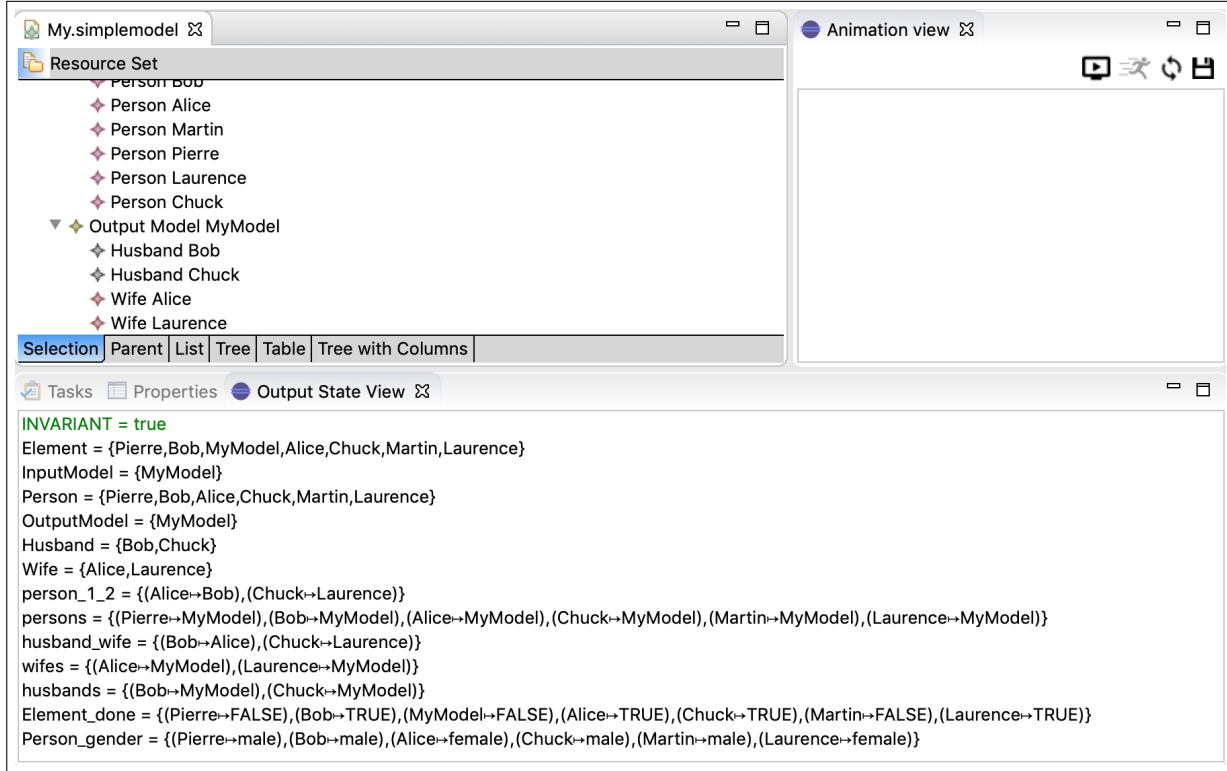 My.simplemodel
Animation view
Resource Set
Person Bob
Person Alice
Person Martin
Person Pierre
Person Laurence
Person Chuck
Output Model MyModel
Husband Bob
Husband Chuck
Wife Alice
Wife Laurence
Selection Parent List Tree Table Tree with Columns
Tasks Properties Output State View
INVARIANT = true
Element = {Pierre,Bob,MyModel,Alice,Chuck,Martin,Laurence}
InputModel = {MyModel}
Person = {Pierre,Bob,Alice,Chuck,Martin,Laurence}
OutputModel = {MyModel}
Husband = {Bob,Chuck}
Wife = {Alice,Laurence}
person_1_2 = {(Alice↦Bob),(Chuck↦Laurence)}
persons = {(Pierre↦MyModel),(Bob↦MyModel),(Alice↦MyModel),(Chuck↦MyModel),(Martin↦MyModel),(Laurence↦MyModel)}
husband_wife = {(Bob↦Alice),(Chuck↦Laurence)}
wifes = {(Alice↦MyModel),(Laurence↦MyModel)}
husbands = {(Bob↦MyModel),(Chuck↦MyModel)}
Element_done = {(Pierre↦FALSE),(Bob↦TRUE),(MyModel↦FALSE),(Alice↦TRUE),(Chuck↦TRUE),(Martin↦FALSE),(Laurence↦TRUE)}
Person_gender = {(Pierre↦male),(Bob↦male),(Alice↦female),(Chuck↦male),(Martin↦male),(Laurence↦female)}